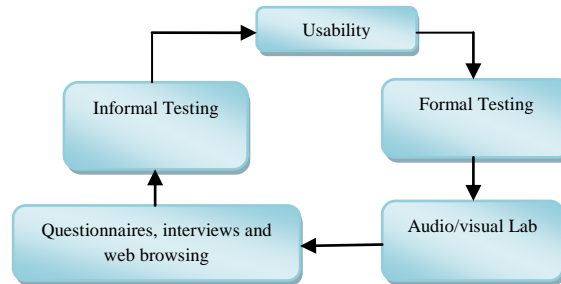 Usability
Informal Testing
Formal Testing
Questionnaires, interviews and
web browsing
Audio/visual Lab